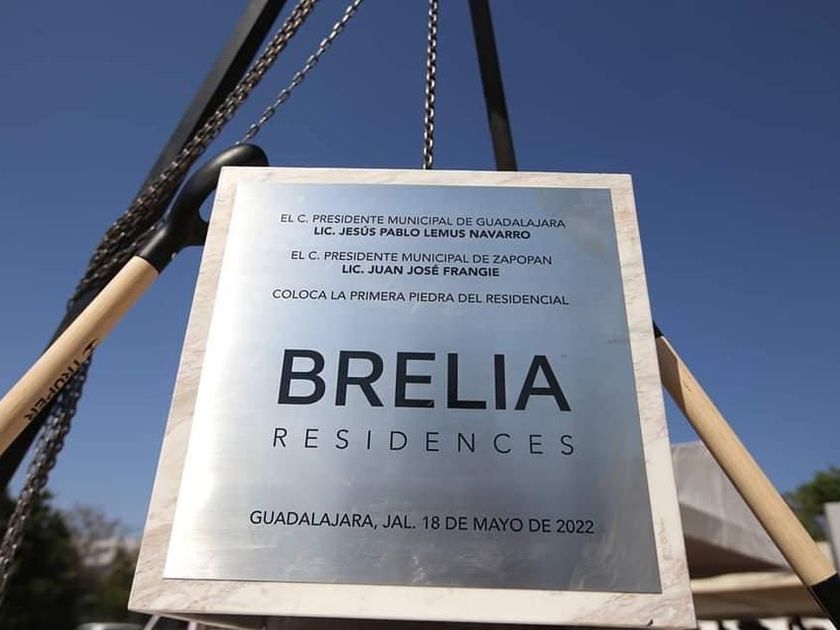 EL C. PRESIDENTE MUNICIPAL DE GUADALAJARA
LIC. JESÚS PABLO LEMUS NAVARRO
EL C. PRESIDENTE MUNICIPAL DE ZAPOPAN
LIC. JUAN JOSÉ FRANGIE
COLOCA LA PRIMERA PIEDRA DEL RESIDENCIAL
BRELIA
RESIDENCES
GUADALAJARA, JAL. 18 DE MAYO DE 2022
TRUPER